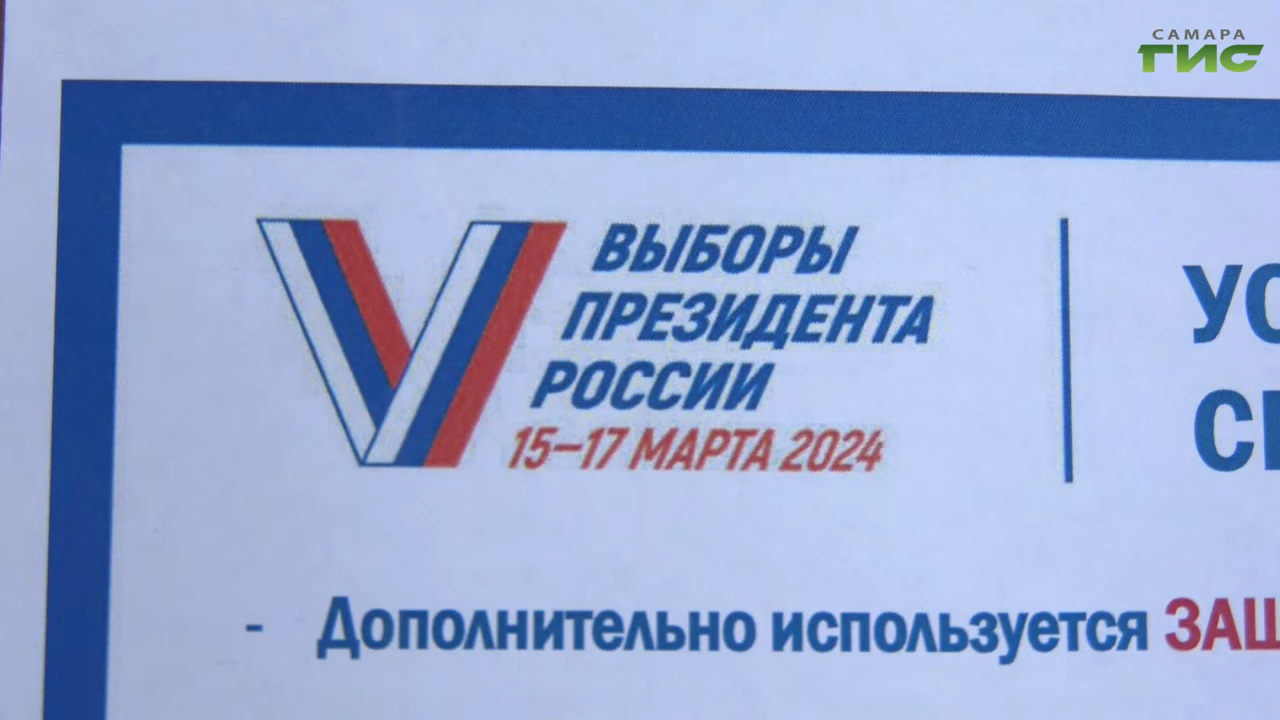 САМАРА
ГИС
ВЫБОРЫ
ПРЕЗИДЕНТА
РОССИИ
15–17 МАРТА 2024
- Дополнительно используется